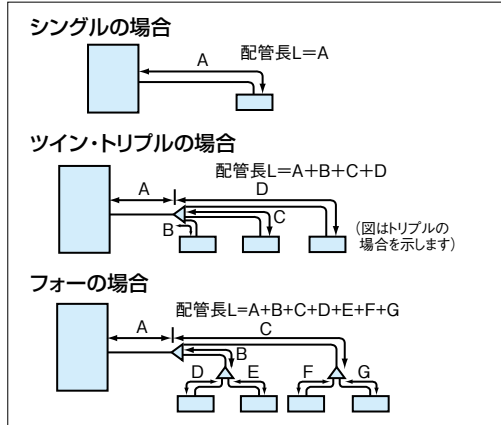 シングルの場合
配管長L=A
A
ツイン・トリプルの場合
配管長L=A+B+C+D
A
D
C
B
(図はトリプルの
場合を示します)
フォーの場合
配管長L=A+B+C+D+E+F+G
A
C
B
D
E
F
G